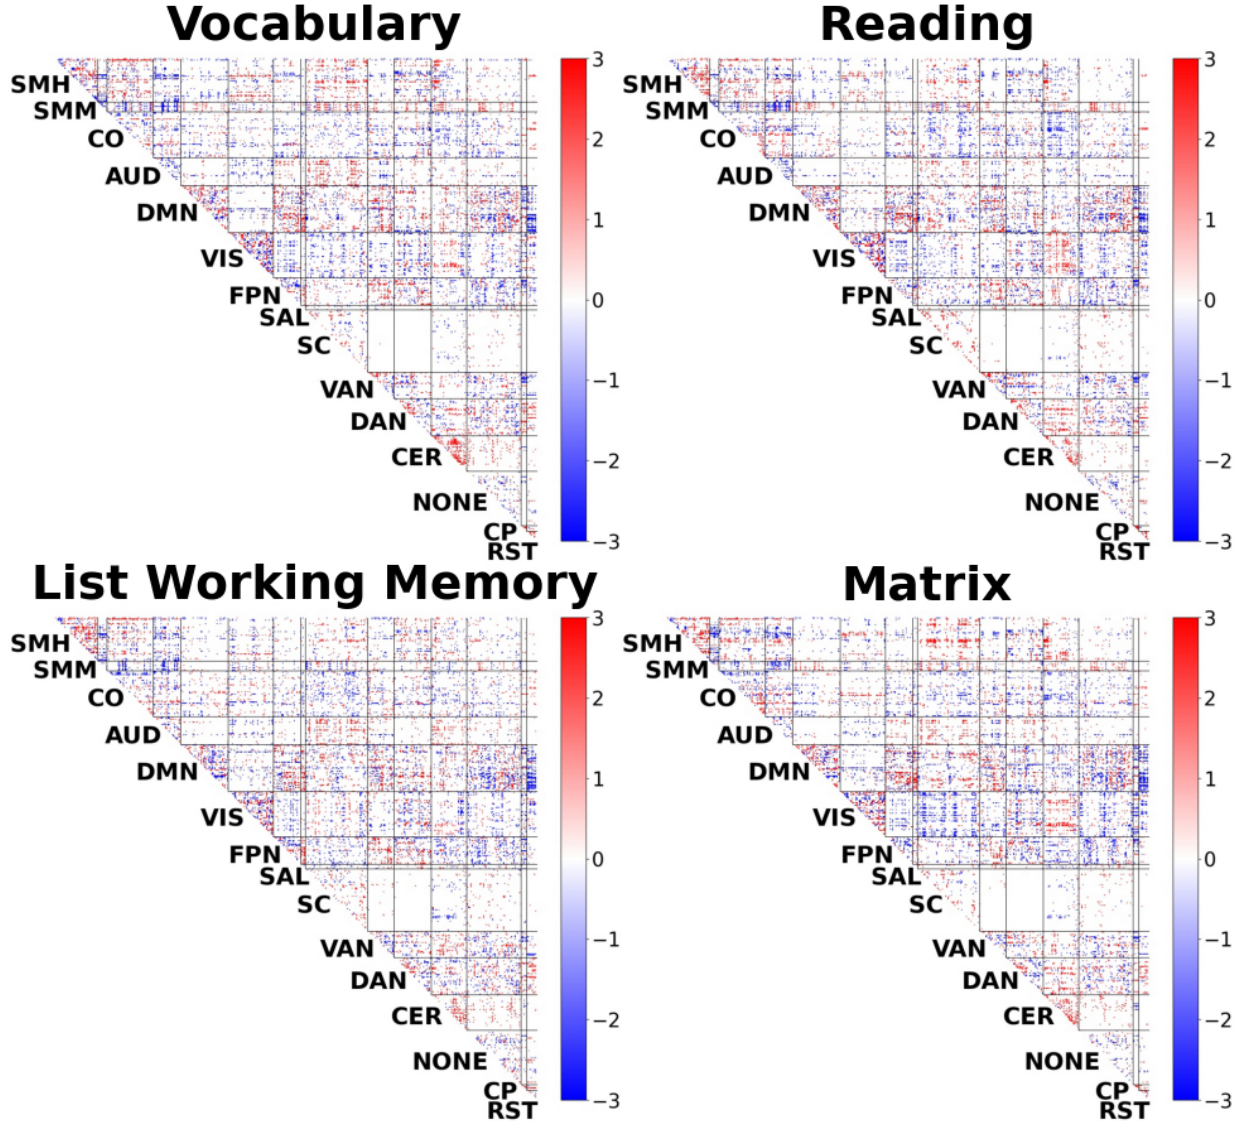 Vocabulary
SMH
SMM
CO
AUD
DMN
VIS
FPN
SAL
SC
VAN
DAN
CER
NONE
CP
RST
3
2
1
0
−1
−2
−3
Reading
SMH
SMM
CO
AUD
DMN
VIS
FPN
SAL
SC
VAN
DAN
CER
NONE
CP
RST
3
2
1
0
−1
−2
−3
List Working Memory
SMH
SMM
CO
AUD
DMN
VIS
FPN
SAL
SC
VAN
DAN
CER
NONE
CP
RST
3
2
1
0
−1
−2
−3
Matrix
SMH
SMM
CO
AUD
DMN
VIS
FPN
SAL
SC
VAN
DAN
CER
NONE
CP
RST
3
2
1
0
−1
−2
−3